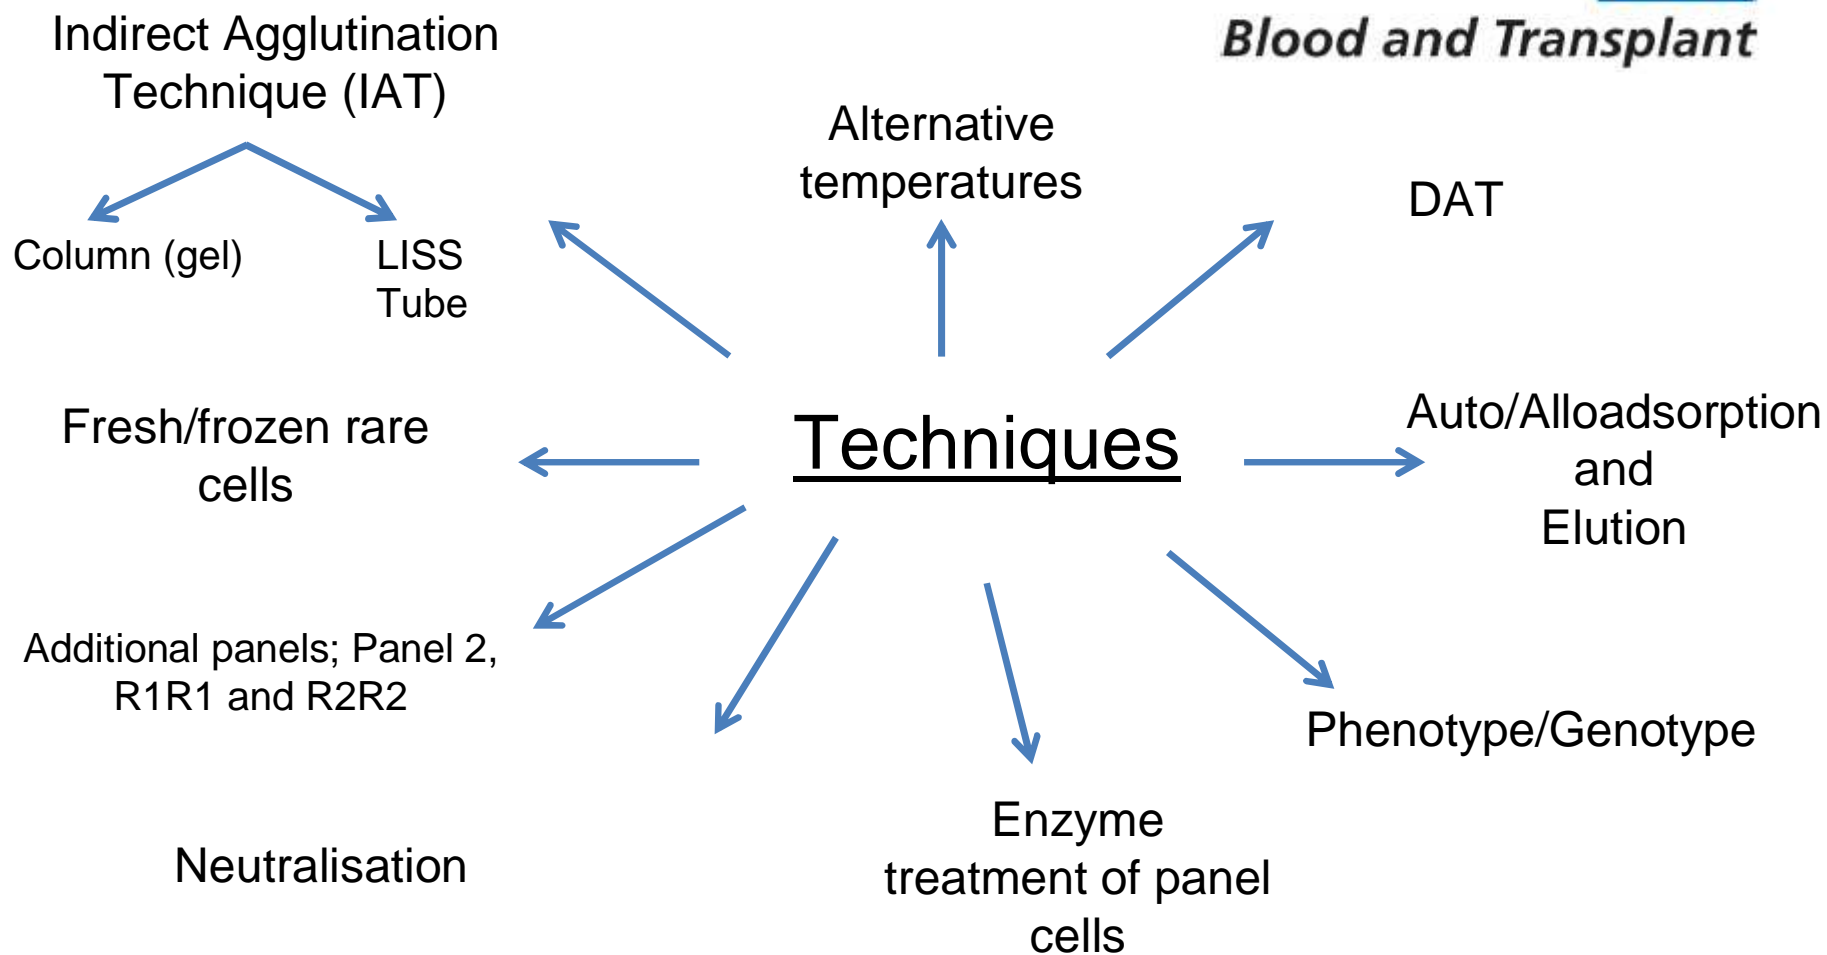 Indirect Agglutination
Technique (IAT)
Blood and Transplant
Alternative
temperatures
DAT
Column (gel)
LISS
Tube
Fresh/frozen rare
cells
Techniques
Auto/Alloadsorption
and
Elution
Additional panels; Panel 2,
R1R1 and R2R2
Phenotype/Genotype
Neutralisation
Enzyme
treatment of panel
cells